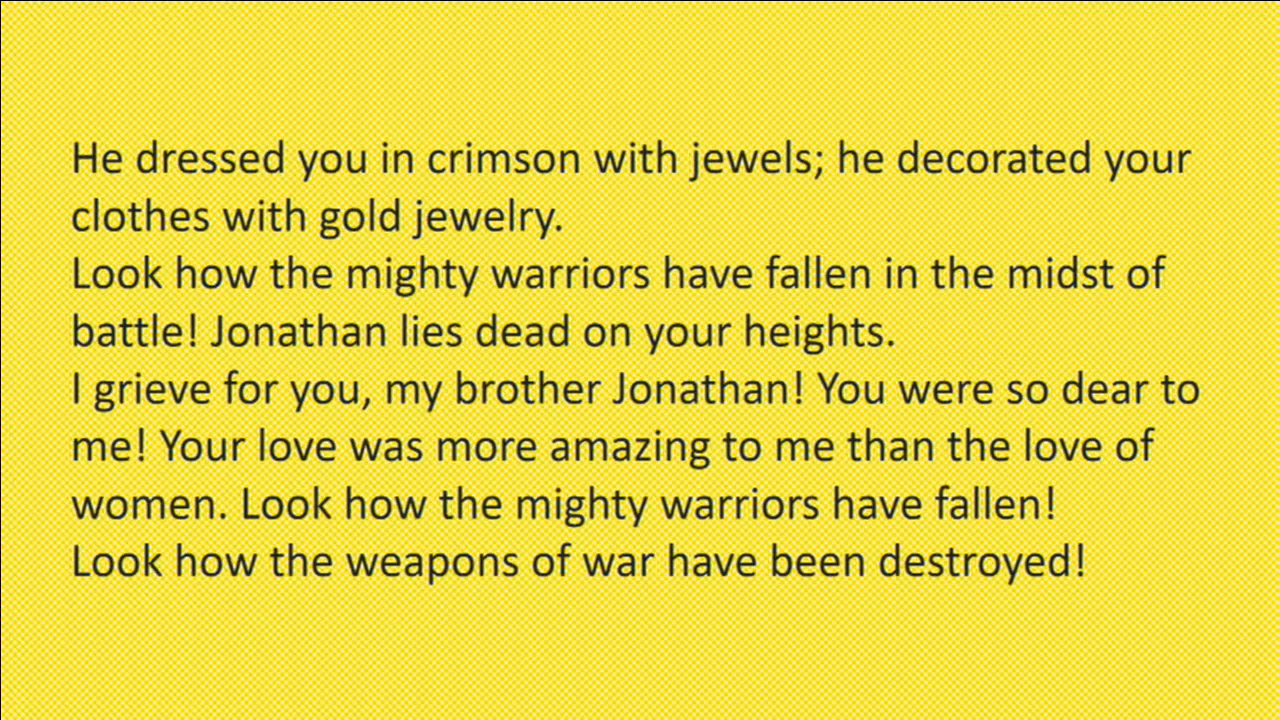 He dressed you in crimson with jewels; he decorated your
clothes with gold jewelry.
Look how the mighty warriors have fallen in the midst of
battle! Jonathan lies dead on your heights.
I grieve for you, my brother Jonathan! You were so dear to
me! Your love was more amazing to me than the love of
women. Look how the mighty warriors have fallen!
Look how the weapons of war have been destroyed!